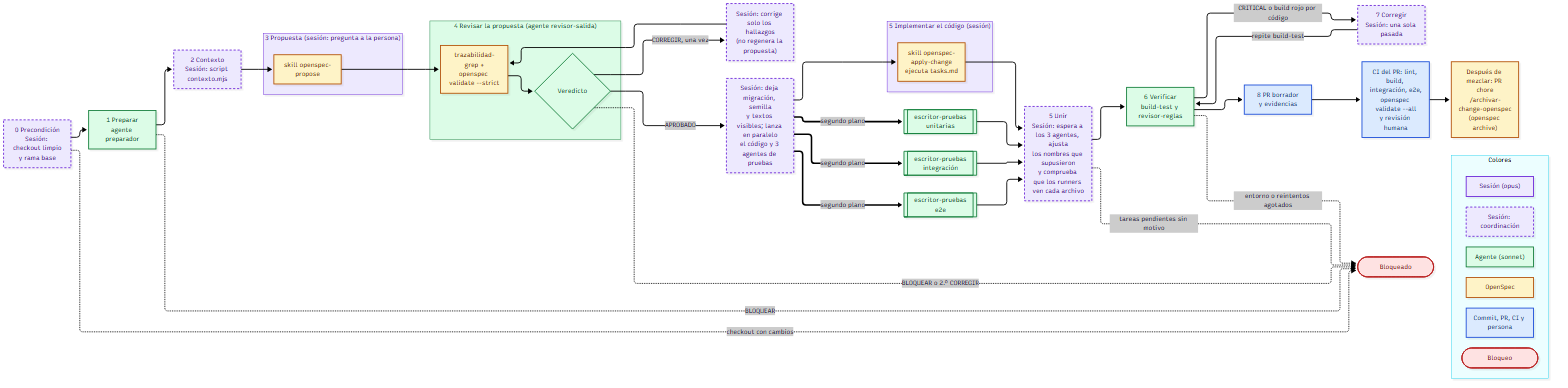 0 Precondición
Sesión:
checkout limpio
y rama base
1 Preparar
agente
preparador
2 Contexto
Sesión: script
contexto.mjs
3 Propuesta (sesión: pregunta a la persona)
skill openspec-
propose
4 Revisar la propuesta (agente revisor-salida)
trazabilidad-
grep +
openspec
validate --strict
Veredicto
CORREGIR, una vez
APROBADO
Sesión: corrige
solo los
hallazgos
(no regenera la
propuesta)
Sesión: deja
migración,
semilla
y textos
visibles; lanza
en paralelo
el código y 3
agentes de
pruebas
5 Implementar el código (sesión)
skill openspec-
apply-change
ejecuta tasks.md
segundo plano
escritor-pruebas
unitarias
segundo plano
escritor-pruebas
integración
segundo plano
escritor-pruebas
e2e
5 Unir
Sesión: espera a
los 3 agentes,
ajusta
los nombres que
supusieron
y comprueba
que los runners
ven cada archivo
6 Verificar
build-test y
revisor-reglas
CRITICAL o build rojo por
código
repite build-test
7 Corregir
Sesión: una sola
pasada
8 PR borrador
y evidencias
CI del PR: lint,
build,
integración, e2e,
openspec
validate --all
y revisión
humana
Después de
mezclar: PR
chore
/archivar-
change-openspec
(openspec
archive)
entorno o reintentos
agotados
tareas pendientes sin
motivo
BLOQUEAR o 2.º CORREGIR
BLOQUEAR
checkout con cambios
Bloqueado
Colores
Sesión (opus)
Sesión:
coordinación
Agente (sonnet)
OpenSpec
Commit, PR, CI y
persona
Bloqueo